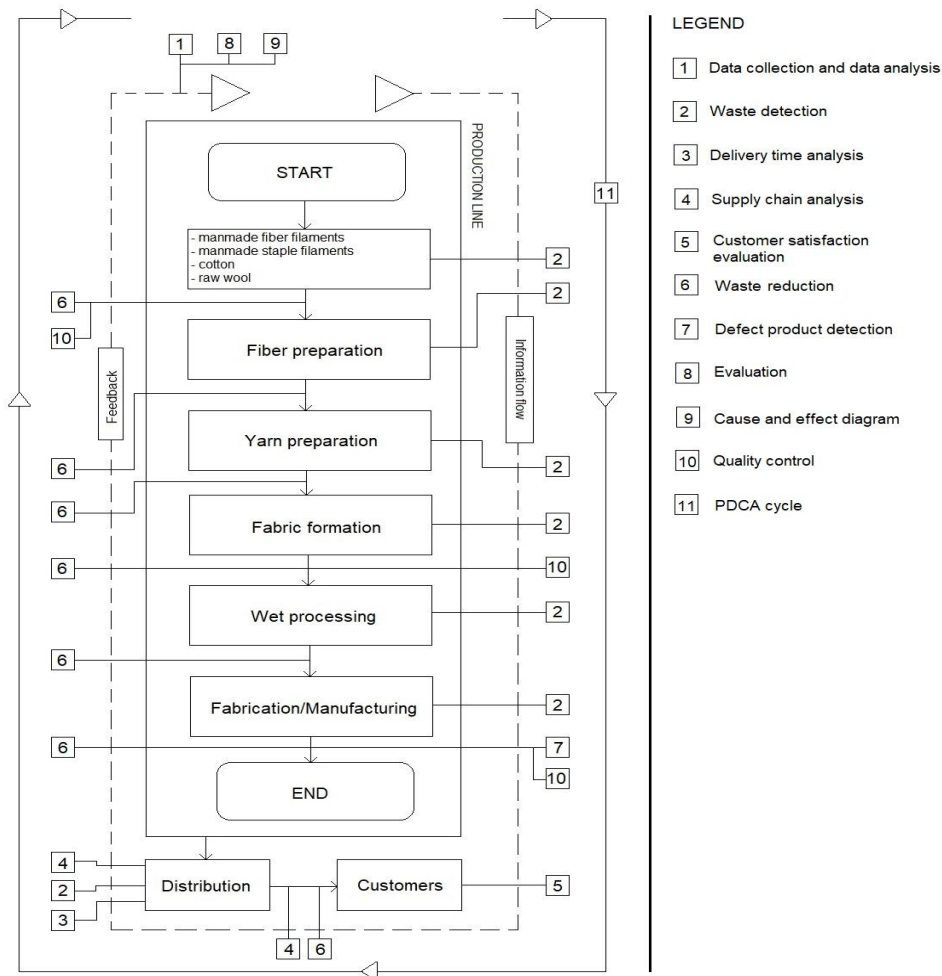 1
8
9
PRODUCTION LINE
START
- manmade fiber filaments
- manmade staple filaments
- cotton
- raw wool
2
11
6
2
10
Fiber preparation
Feedback
Information flow
Yarn preparation
6
2
6
Fabric formation
2
6
10
Wet processing
2
6
Fabrication/Manufacturing
2
6
7
10
END
4
2
3
Distribution
Customers
5
4
6
LEGEND
1 Data collection and data analysis
2 Waste detection
3 Delivery time analysis
4 Supply chain analysis
5 Customer satisfaction
evaluation
6 Waste reduction
7 Defect product detection
8 Evaluation
9 Cause and effect diagram
10 Quality control
11 PDCA cycle